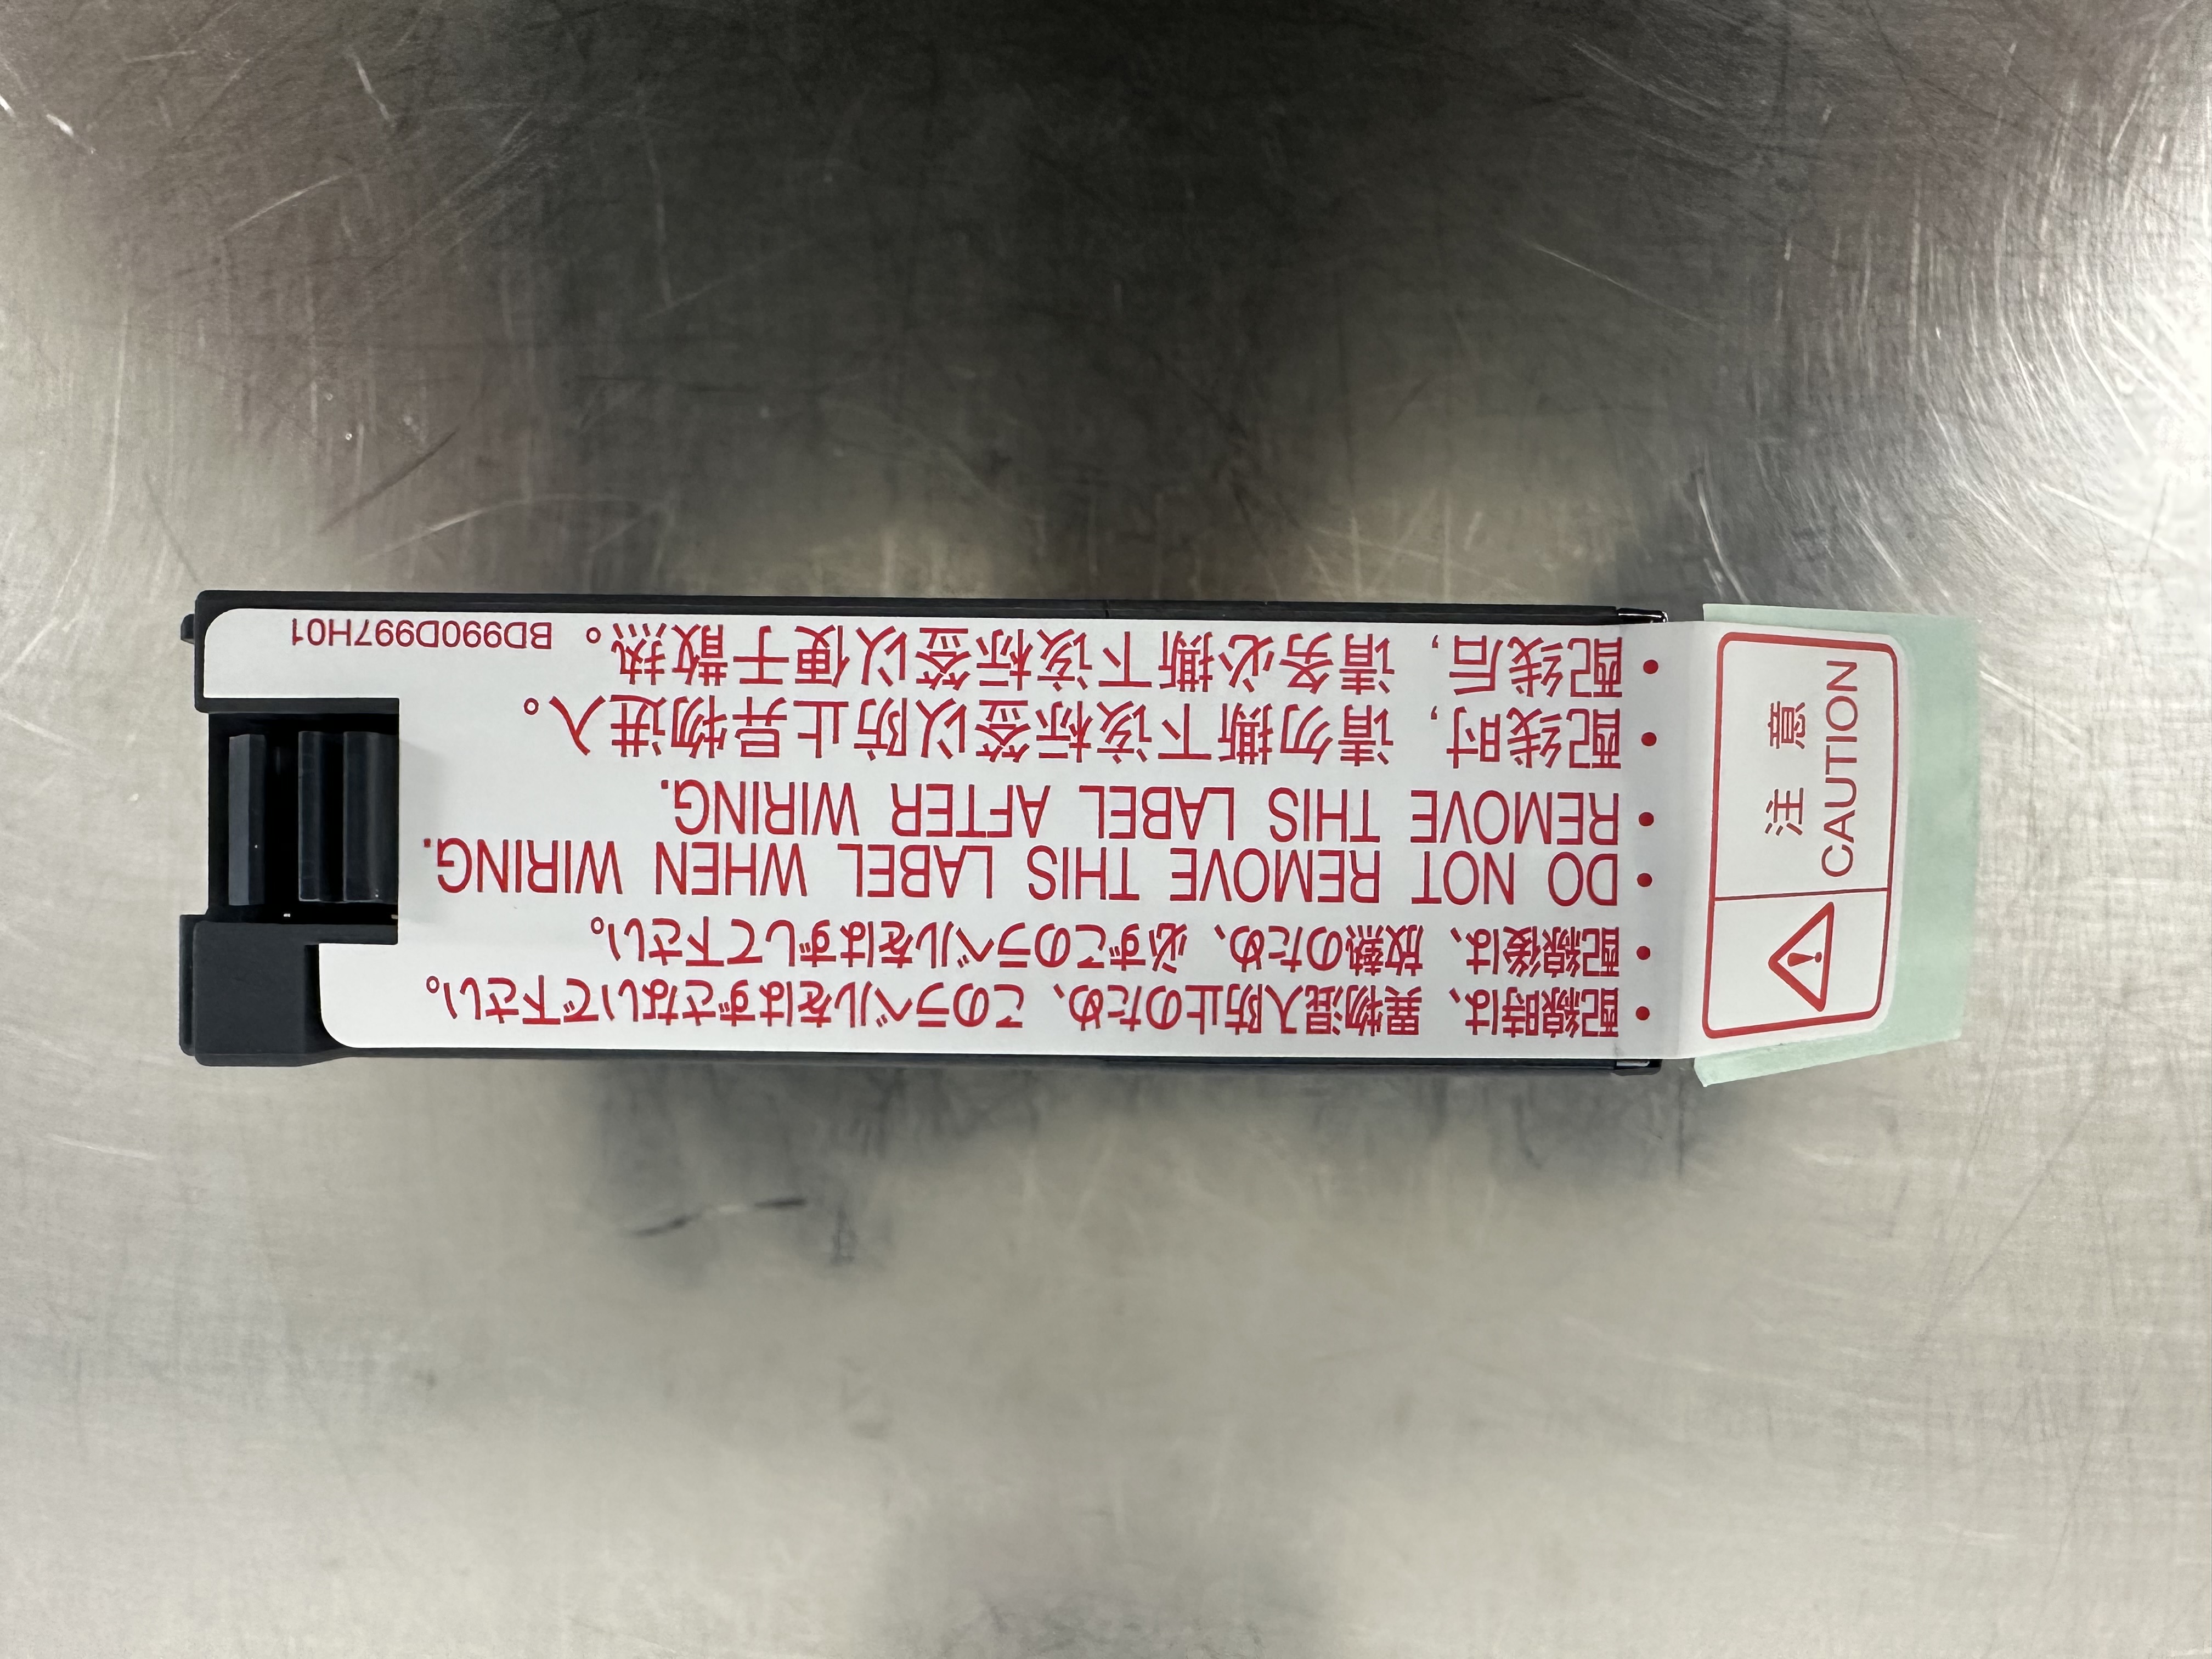 注 意
CAUTION
• 配線時は、異物混入防止のため、このラベルをはずさないで下さい。
• 配線後は、放熱のため、必ずこのラベルをはずして下さい。
• DO NOT REMOVE THIS LABEL WHEN WIRING.
• REMOVE THIS LABEL AFTER WIRING.
• 配线时，请勿撕下该标签以防止异物进入。
• 配线后，请务必撕下该标签以便于散热。
BD990D997H01